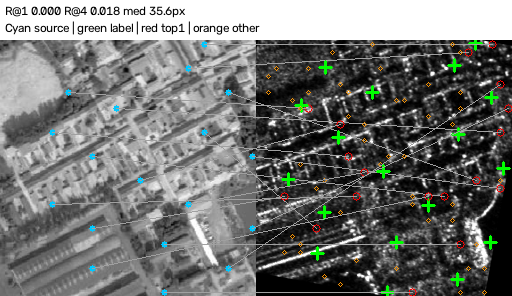 R@1 0.000 R@4 0.018 med 35.6px
Cyan source | green label | red top1 | orange other